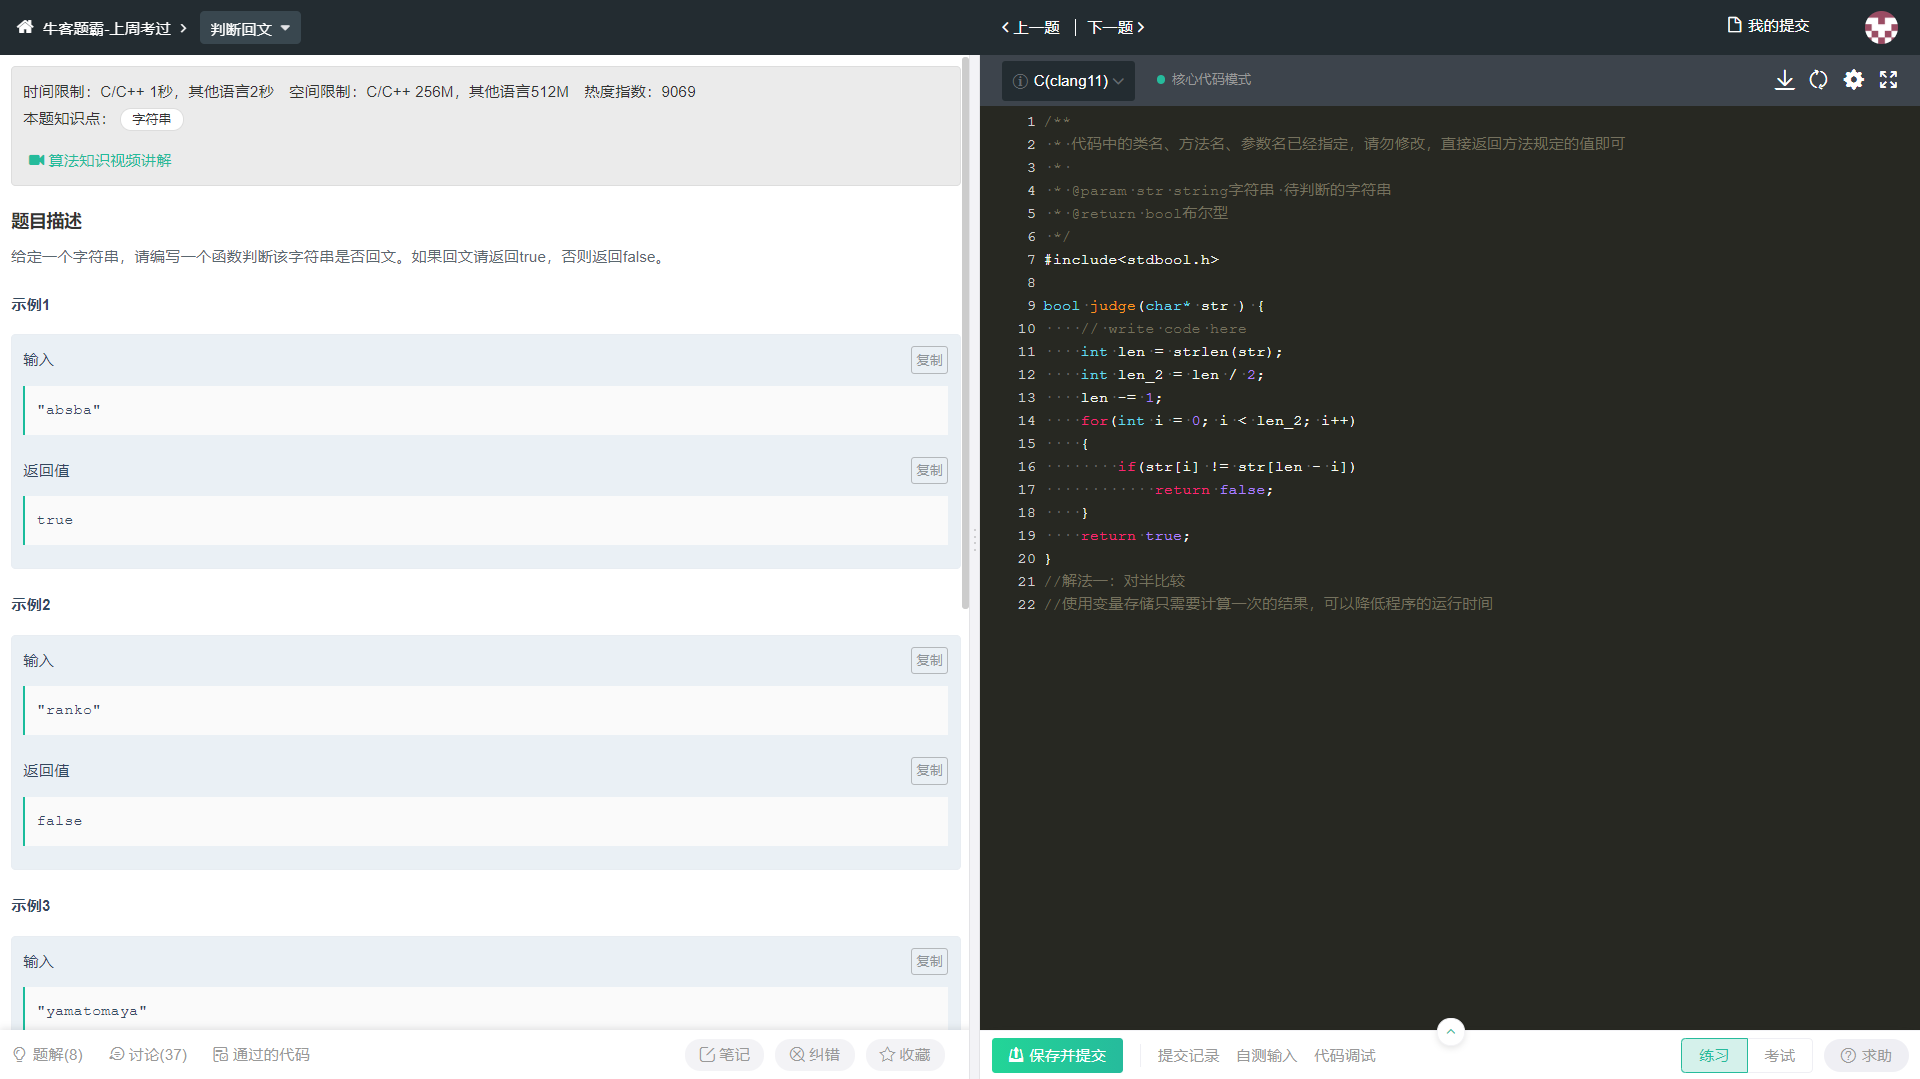 牛客题霸-上周考过 判断回文 上一题 下一题 我的提交
时间限制：C/C++ 1秒，其他语言2秒 空间限制：C/C++ 256M，其他语言512M 热度指数：9069
本题知识点： 字符串
算法知识视频讲解
题目描述
给定一个字符串，请编写一个函数判断该字符串是否回文。如果回文请返回true，否则返回false。
示例1
输入 复制
"absba"
返回值 复制
true
示例2
输入 复制
"ranko"
返回值 复制
false
示例3
输入 复制
"yamatomaya"
题解(8) 讨论(37) 通过的代码 笔记 纠错 收藏
C(clang11) 核心代码模式
1 /**
2  * 代码中的类名、方法名、参数名已经指定，请勿修改，直接返回方法规定的值即可
3  *
4  * @param str string字符串 待判断的字符串
5  * @return bool布尔型
6  */
7 #include<stdbool.h>
8
9 bool judge(char* str ) {
10     // write code here
11     int len = strlen(str);
12     int len_2 = len / 2;
13     len -= 1;
14     for(int i = 0; i < len_2; i++)
15     {
16         if(str[i] != str[len - i])
17             return false;
18     }
19     return true;
20 }
21 //解法一：对半比较
22 //使用变量存储只需要计算一次的结果，可以降低程序的运行时间
保存并提交 提交记录 自测输入 代码调试 练习 考试 求助